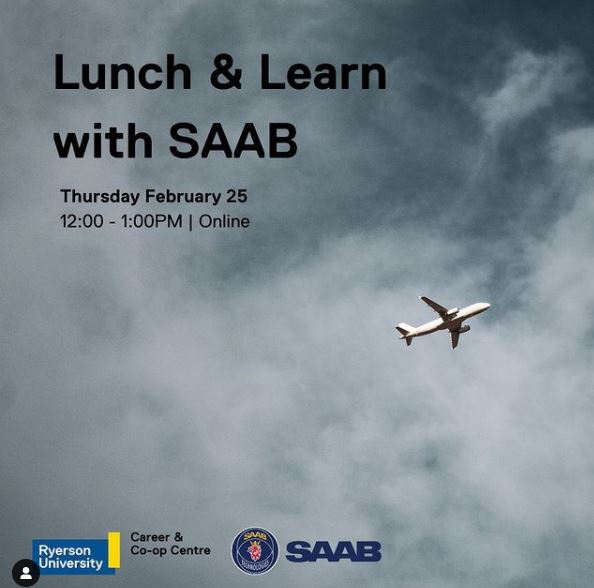 Lunch & Learn
with SAAB
Thursday February 25
12:00 - 1:00PM | Online
Ryerson
University
Career &
Co-op Centre
SAAB
SAAB